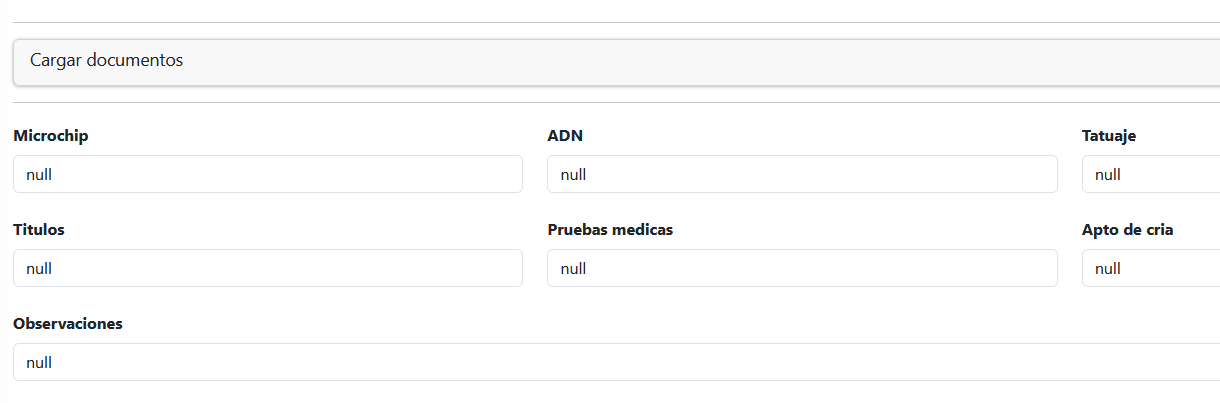 Cargar documentos
Microchip ADN Tatuaje
null null null
Titulos Pruebas medicas Apto de cria
null null null
Observaciones
null